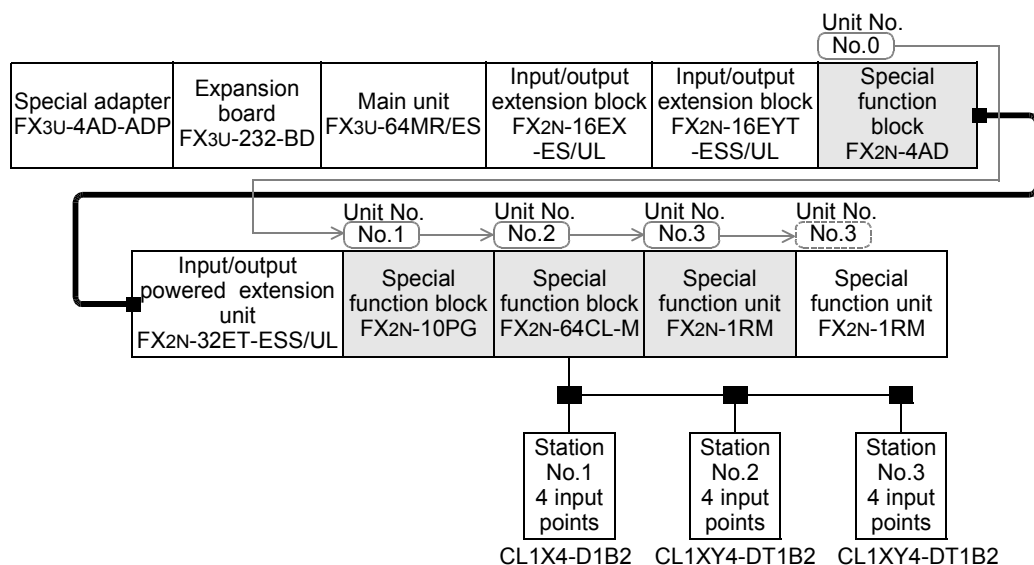 Unit No.
No.0
Special adapter
FX3U-4AD-ADP
Expansion
board
FX3U-232-BD
Main unit
FX3U-64MR/ES
Input/output
extension block
FX2N-16EX
-ES/UL
Input/output
extension block
FX2N-16EYT
-ESS/UL
Special
function
block
FX2N-4AD
Unit No.
No.1
Unit No.
No.2
Unit No.
No.3
Unit No.
No.3
Input/output
powered extension
unit
FX2N-32ET-ESS/UL
Special
function block
FX2N-10PG
Special
function block
FX2N-64CL-M
Special
function unit
FX2N-1RM
Special
function unit
FX2N-1RM
Station
No.1
4 input
points
CL1X4-D1B2
Station
No.2
4 input
points
CL1XY4-DT1B2
Station
No.3
4 input
points
CL1XY4-DT1B2